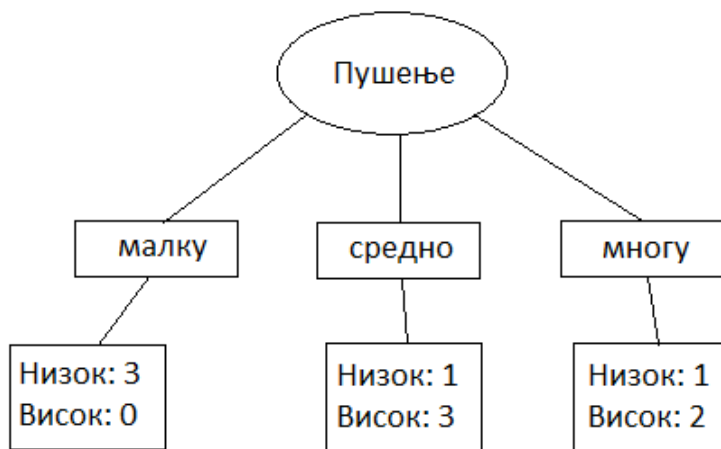 Пушење
малку
средно
многу
Низок: 3
Висок: 0
Низок: 1
Висок: 3
Низок: 1
Висок: 2